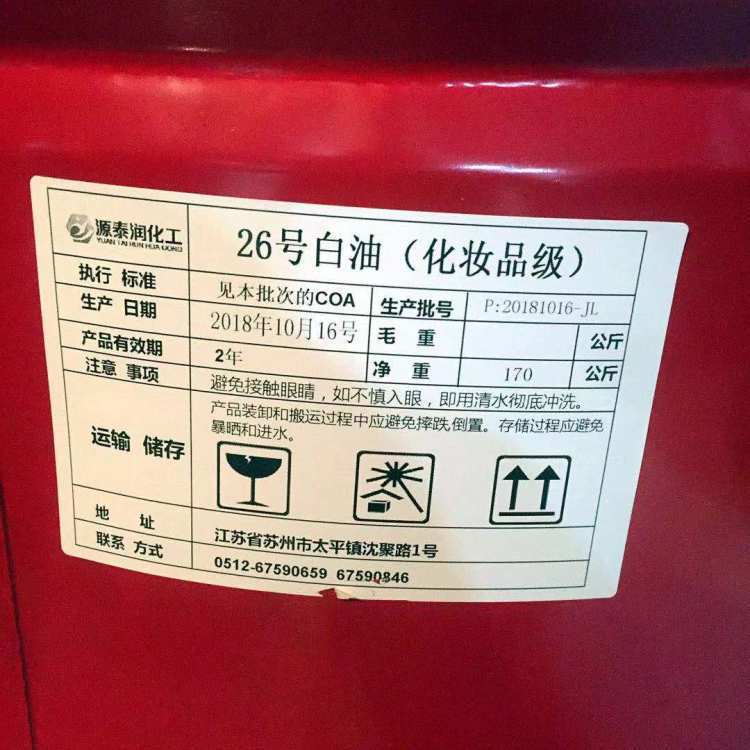 源泰润化工
YUAN TAI RUN HUA GONG
26号白油（化妆品级）
执行 标准
见本批次的COA
生产批号
P:20181016-JL
生产 日期
2018年10月16号
毛 重
公斤
产品有效期
2年
净 重
170
公斤
注意 事项
避免接触眼睛，如不慎入眼，即用清水彻底冲洗。
运输 储存
产品装卸和搬运过程中应避免摔跌,倒置。存储过程应避免
暴晒和进水。
地 址
江苏省苏州市太平镇沈聚路1号
联系 方式
0512-67590659 67590846